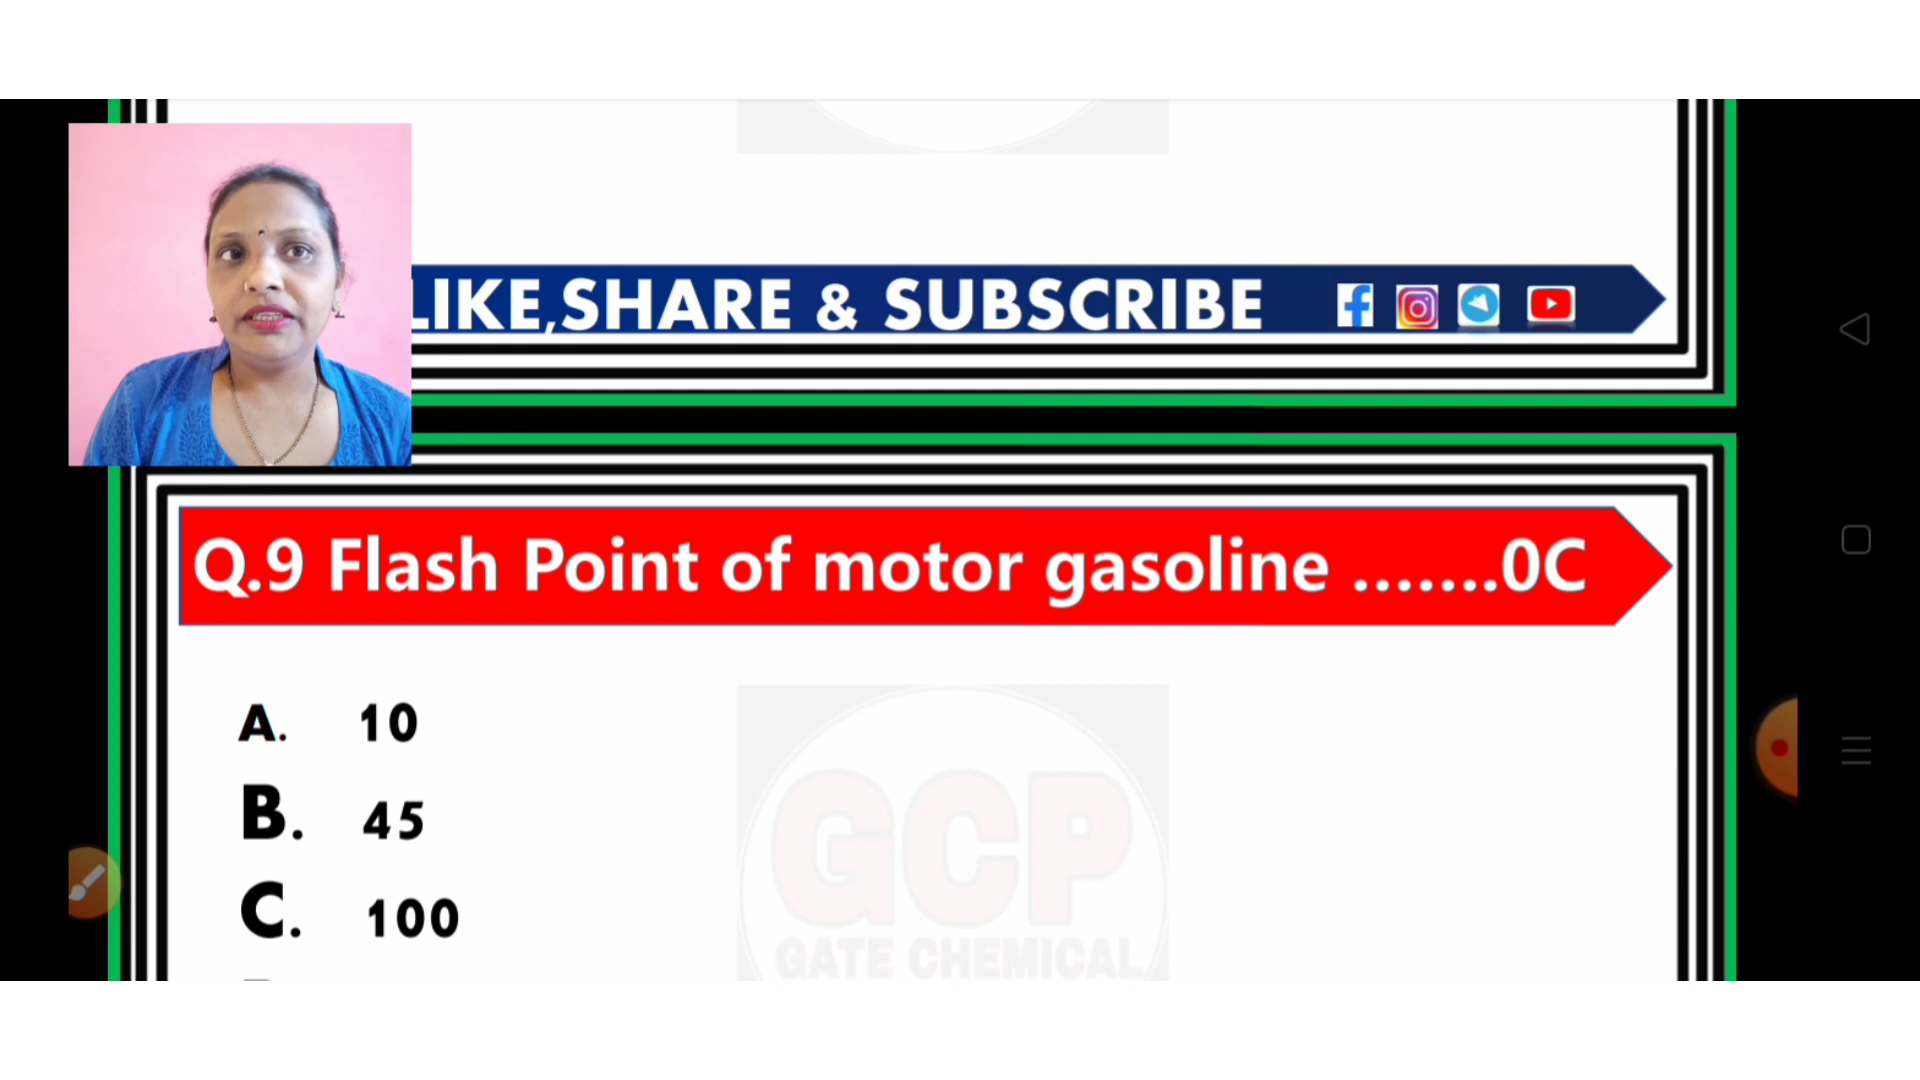 LIKE,SHARE & SUBSCRIBE
Q.9 Flash Point of motor gasoline .......0C
A. 10
B. 45
C. 100
GCP
GATE CHEMICAL